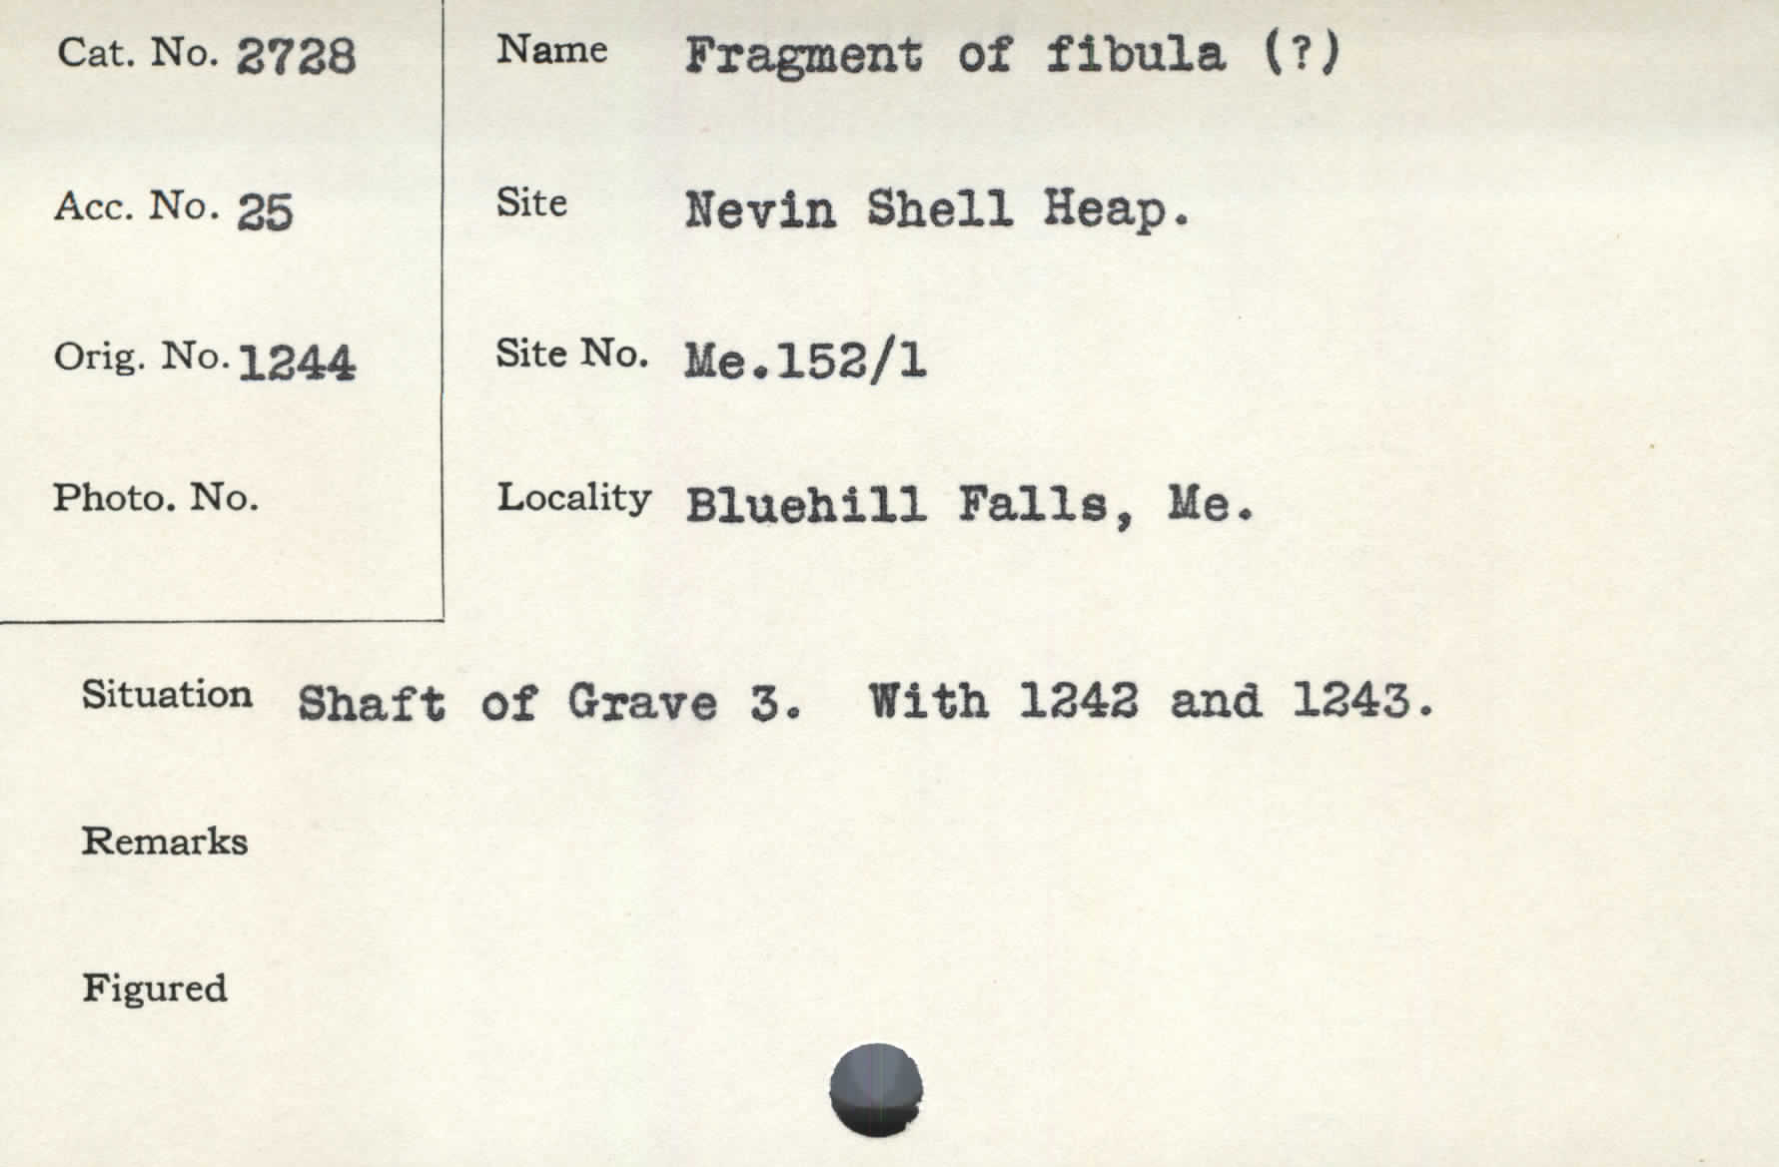 Cat. No. 2728
Name Fragment of fibula (?)
Acc. No. 25
Site Nevin Shell Heap.
Orig. No. 1244
Site No. Me.152/1
Photo. No.
Locality Bluehill Falls, Me.
Situation Shaft of Grave 3. With 1242 and 1243.
Remarks
Figured